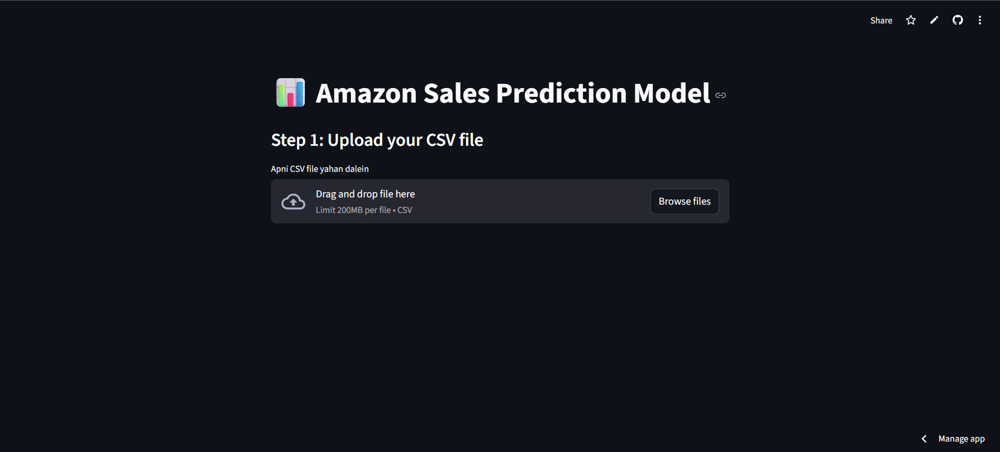 Share
Amazon Sales Prediction Model
Step 1: Upload your CSV file
Apni CSV file yahan dalein
Drag and drop file here
Limit 200MB per file • CSV
Browse files
Manage app